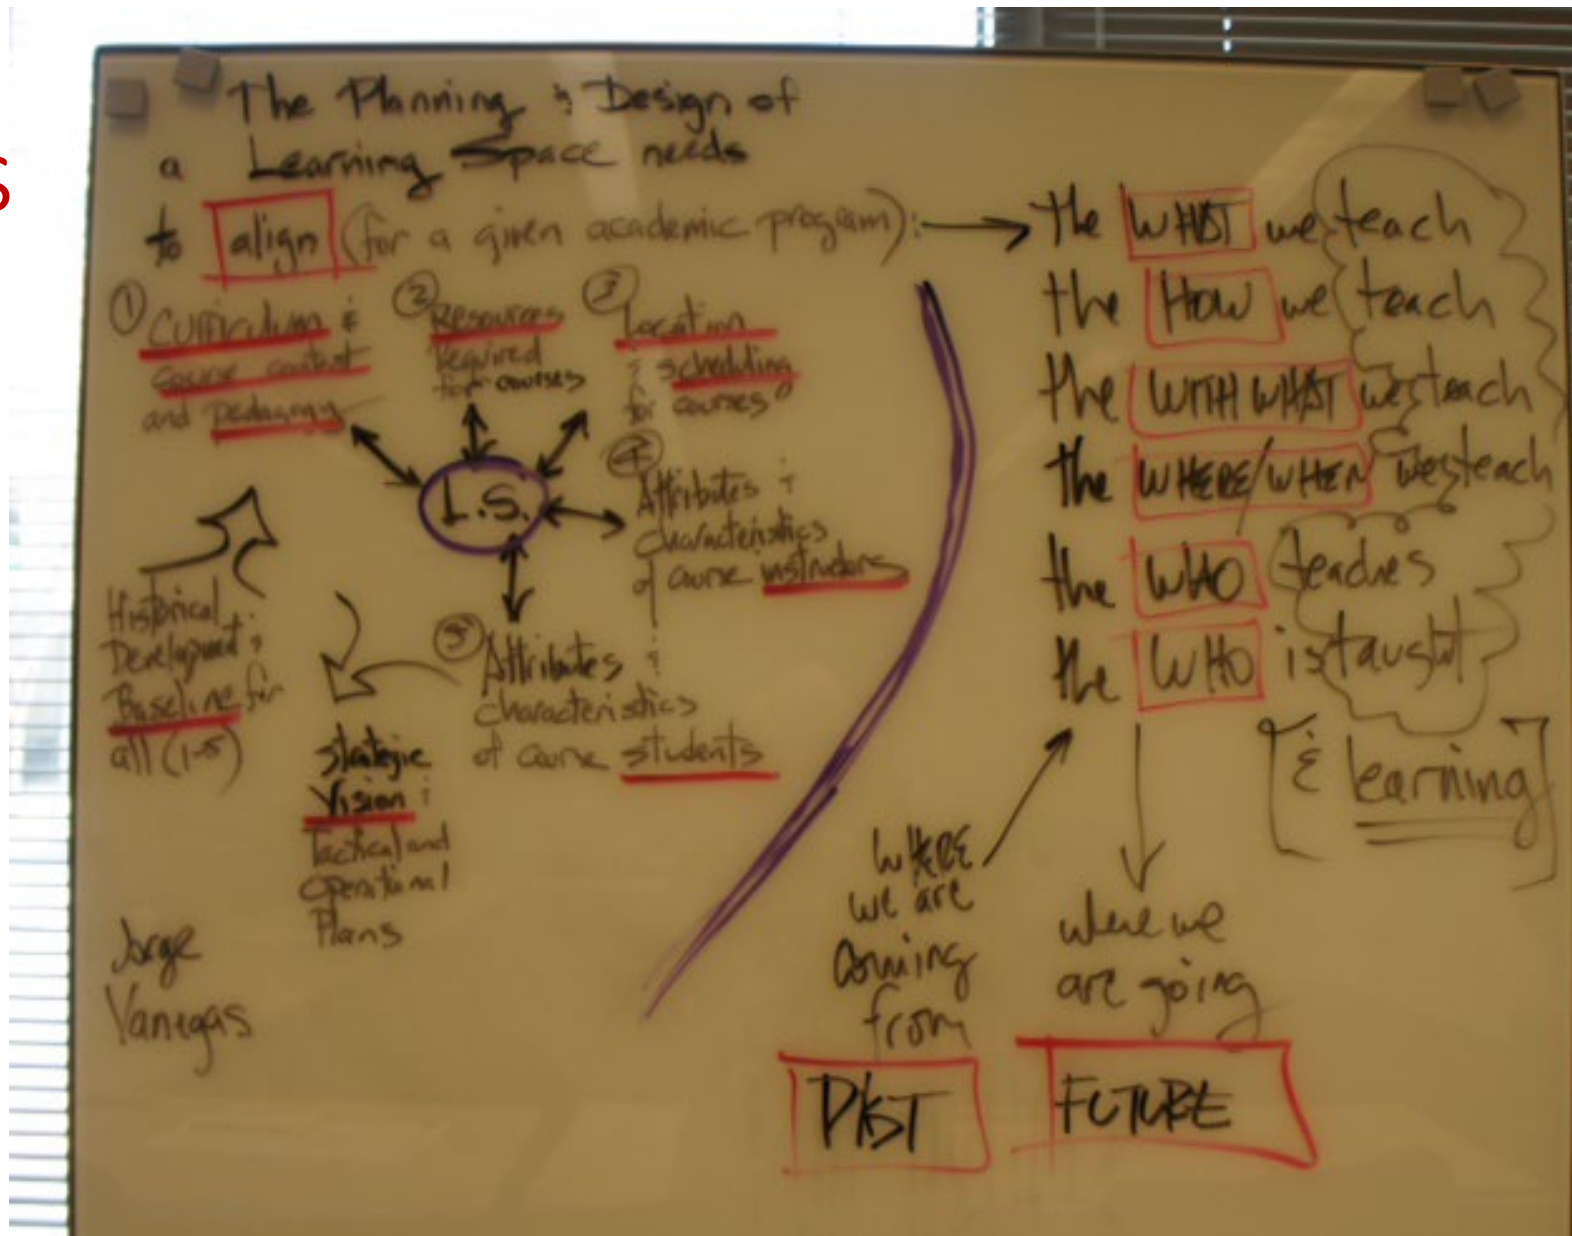 S
The Planning & Design of
a Learning Space needs
to align (for a given academic program):
① Curriculum &
course content
and pedagogy
② Resources
required
for courses
③ Location
& scheduling
for courses
L.S.
④
Attributes &
characteristics
of course instructors
⑤ Attributes &
characteristics
of course students
Historical
Development &
Baseline for
all (1-5)
strategic
Vision &
Tactical and
Operational
Plans
Jorge
Vanegas
the WHAT we teach
the HOW we teach
the WITH WHAT we teach
the WHERE/WHEN we teach
the WHO teaches
the WHO is taught
[& learning]
WHERE
we are
coming
from
PAST
where we
are going
FUTURE